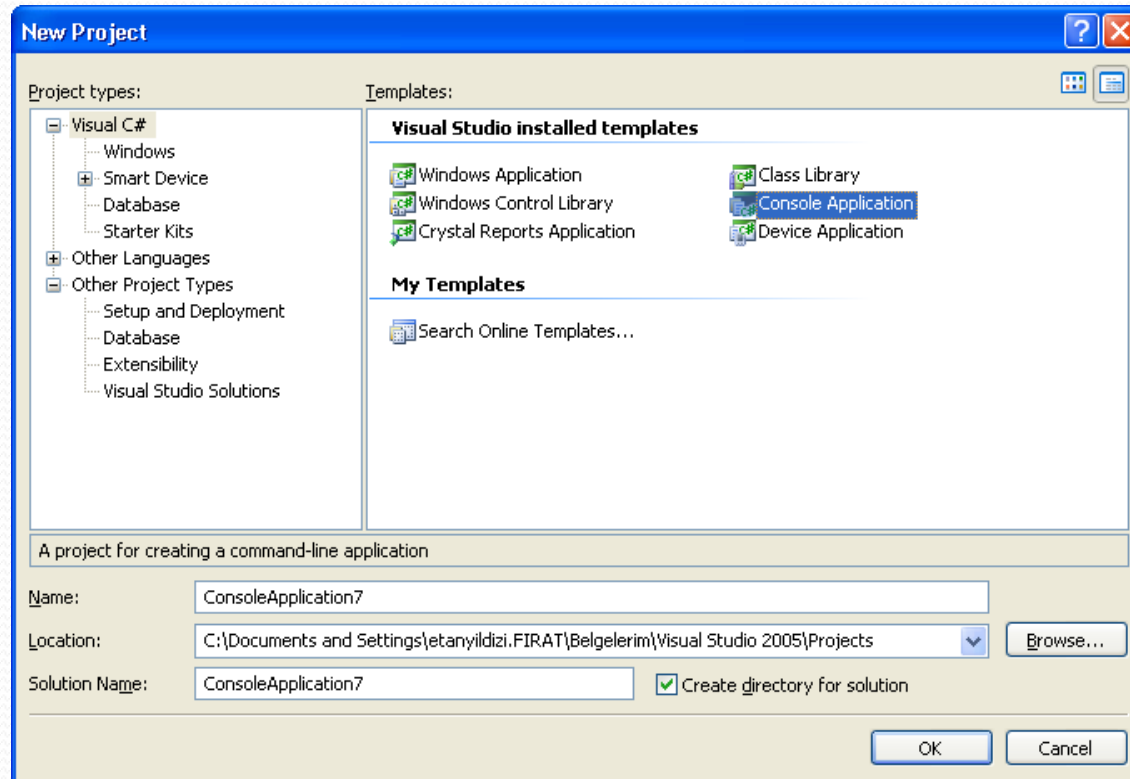 New Project
Project types:
Templates:
Visual C#
Windows
Smart Device
Database
Starter Kits
Other Languages
Other Project Types
Setup and Deployment
Database
Extensibility
Visual Studio Solutions
Visual Studio installed templates
Windows Application
Class Library
Windows Control Library
Console Application
Crystal Reports Application
Device Application
My Templates
Search Online Templates...
A project for creating a command-line application
Name:
ConsoleApplication7
Location:
C:\Documents and Settings\etanyildizi.FIRAT\Belgelerim\Visual Studio 2005\Projects
Browse...
Solution Name:
ConsoleApplication7
Create directory for solution
OK
Cancel